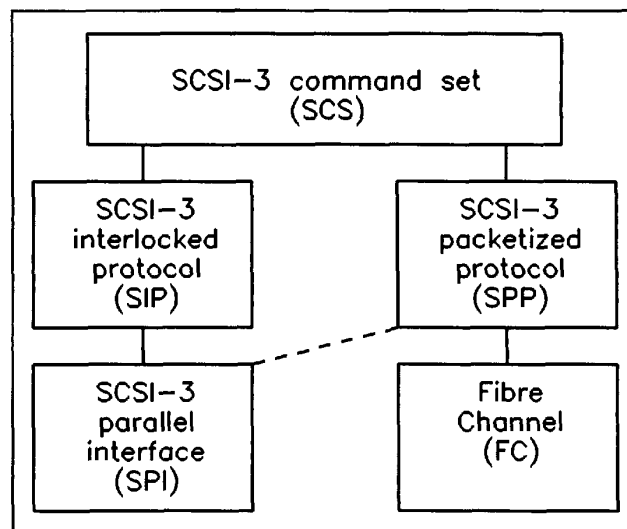 SCSI-3 command set
(SCS)
SCSI-3
interlocked
protocol
(SIP)
SCSI-3
packetized
protocol
(SPP)
SCSI-3
parallel
interface
(SPI)
Fibre
Channel
(FC)